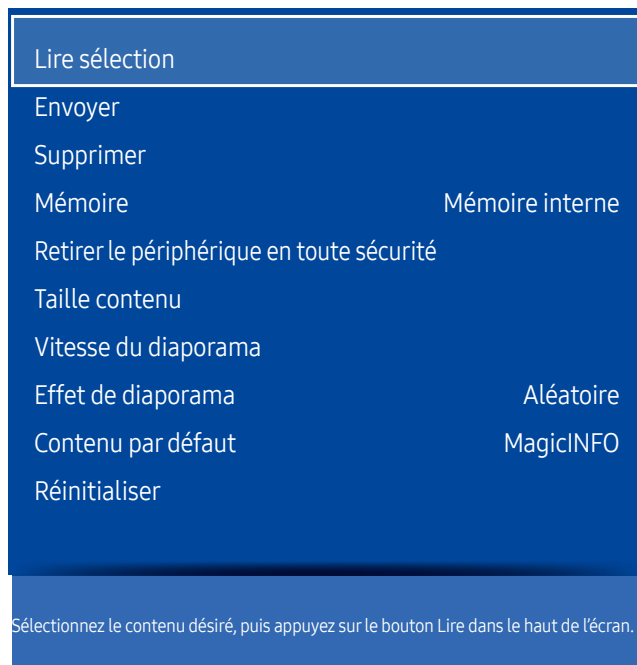 Lire sélection
Envoyer
Supprimer
Mémoire Mémoire interne
Retirer le périphérique en toute sécurité
Taille contenu
Vitesse du diaporama
Effet de diaporama Aléatoire
Contenu par défaut MagicINFO
Réinitialiser
Sélectionnez le contenu désiré, puis appuyez sur le bouton Lire dans le haut de l'écran.